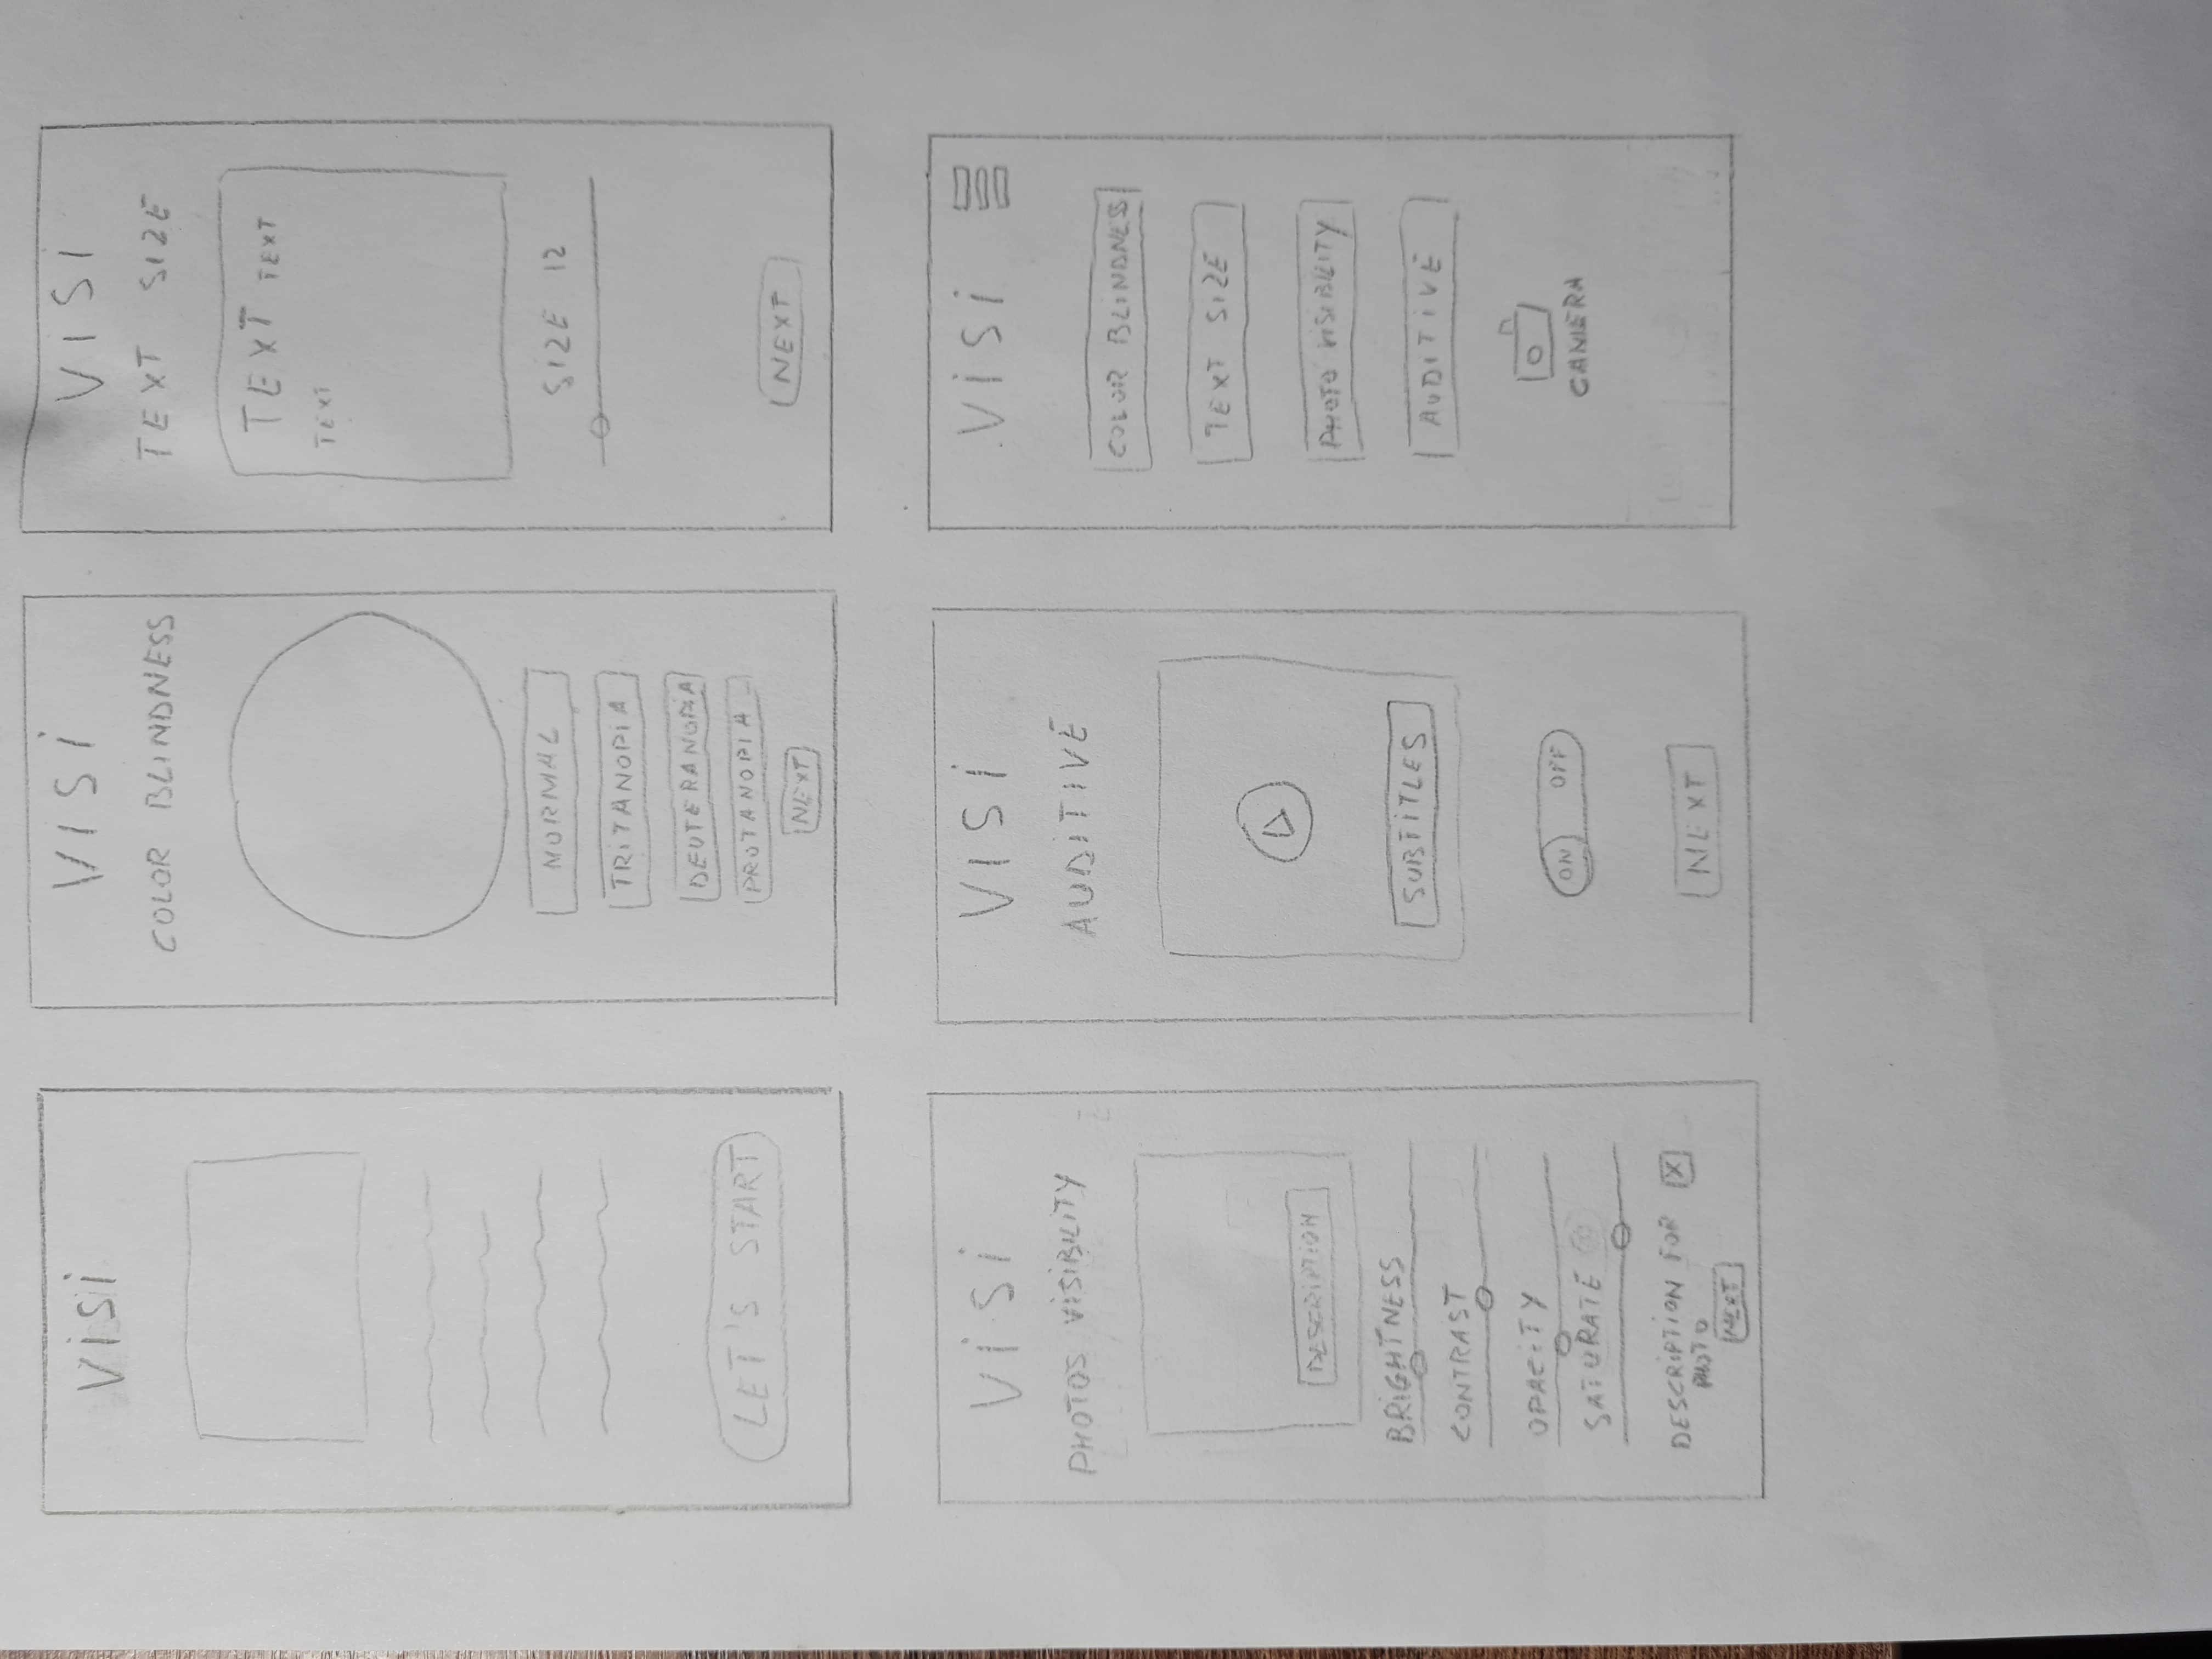 ViSi
LET'S START
VISi
COLOR BLINDNESS
NORMAL
TRiTANOPiA
DEUTERANOPIA
PROTANOPIA
NEXT
VISI
TEXT SIZE
TEXT TEXT
TEXT
SiZE 12
NEXT
ViSi
PHOTOS VISIBILITY
DESCRIPTION
BRIGHTNESS
CONTRAST
OPACiTY
SATURATE
DESCRIPTION FOR X
PHOTO
NEXT
VISi
AUDiTiVE
SUBTiTLES
ON OFF
NEXT
ViSi
COLOR BLiNDNESS
TEXT SIZE
PHOTO VISIBILITY
AUDITIVE
CAMERA